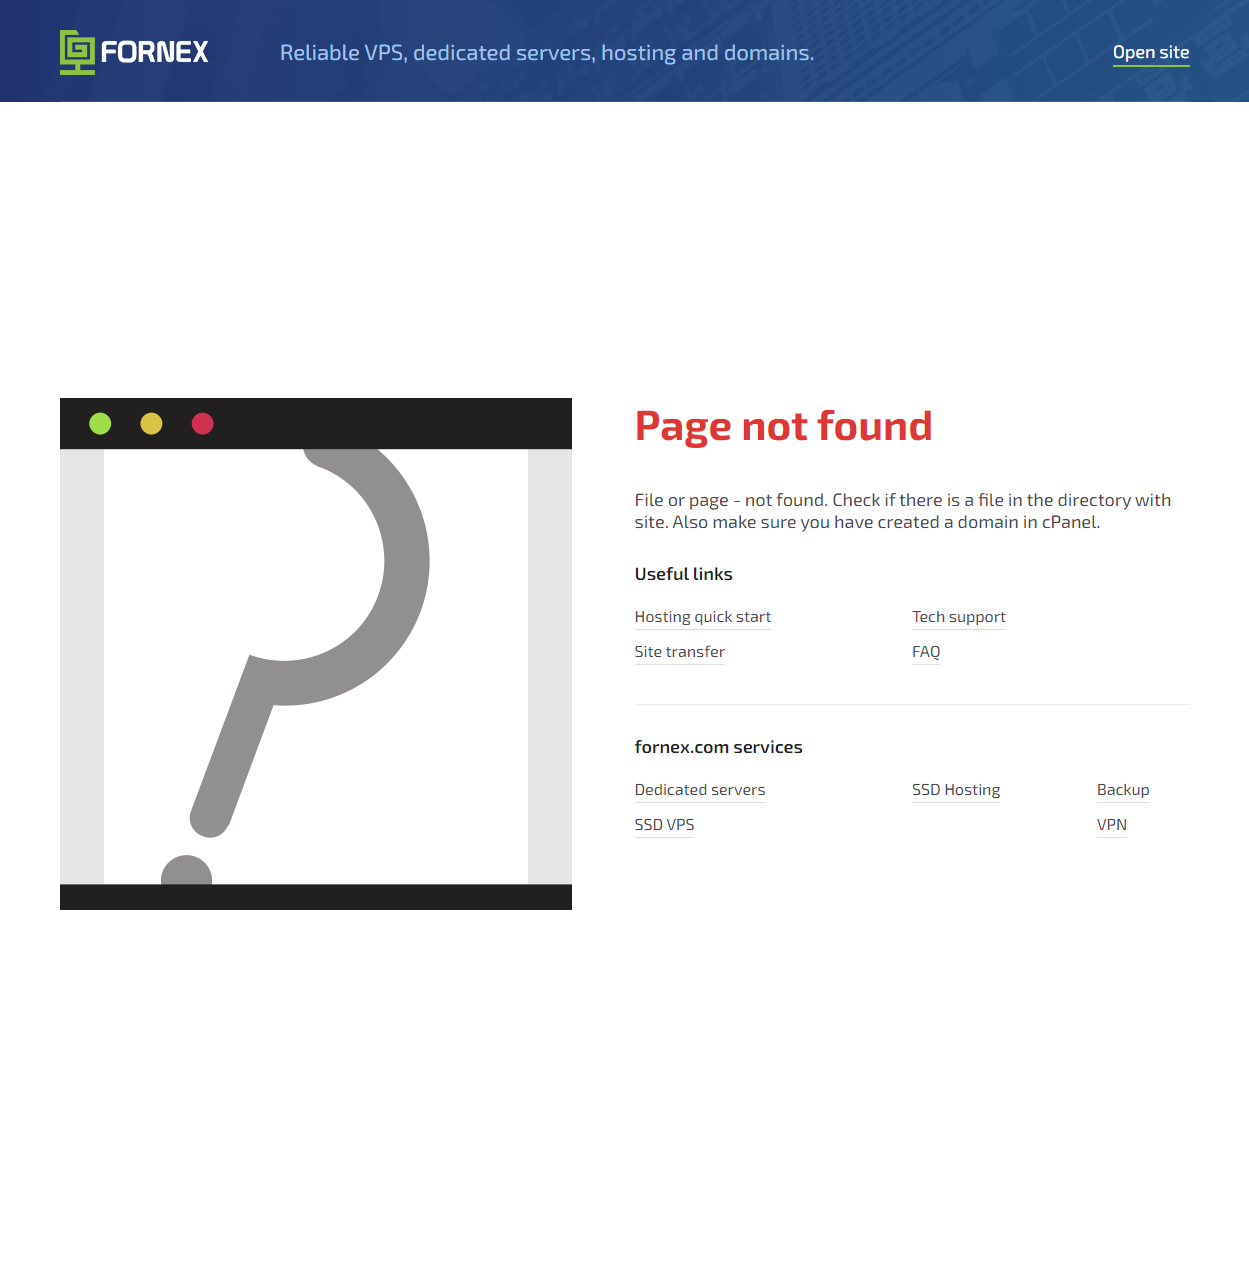 FORNEX
Reliable VPS, dedicated servers, hosting and domains.
Open site
Page not found
File or page - not found. Check if there is a file in the directory with
site. Also make sure you have created a domain in cPanel.
Useful links
Hosting quick start
Tech support
Site transfer
FAQ
fornex.com services
Dedicated servers
SSD Hosting
Backup
SSD VPS
VPN